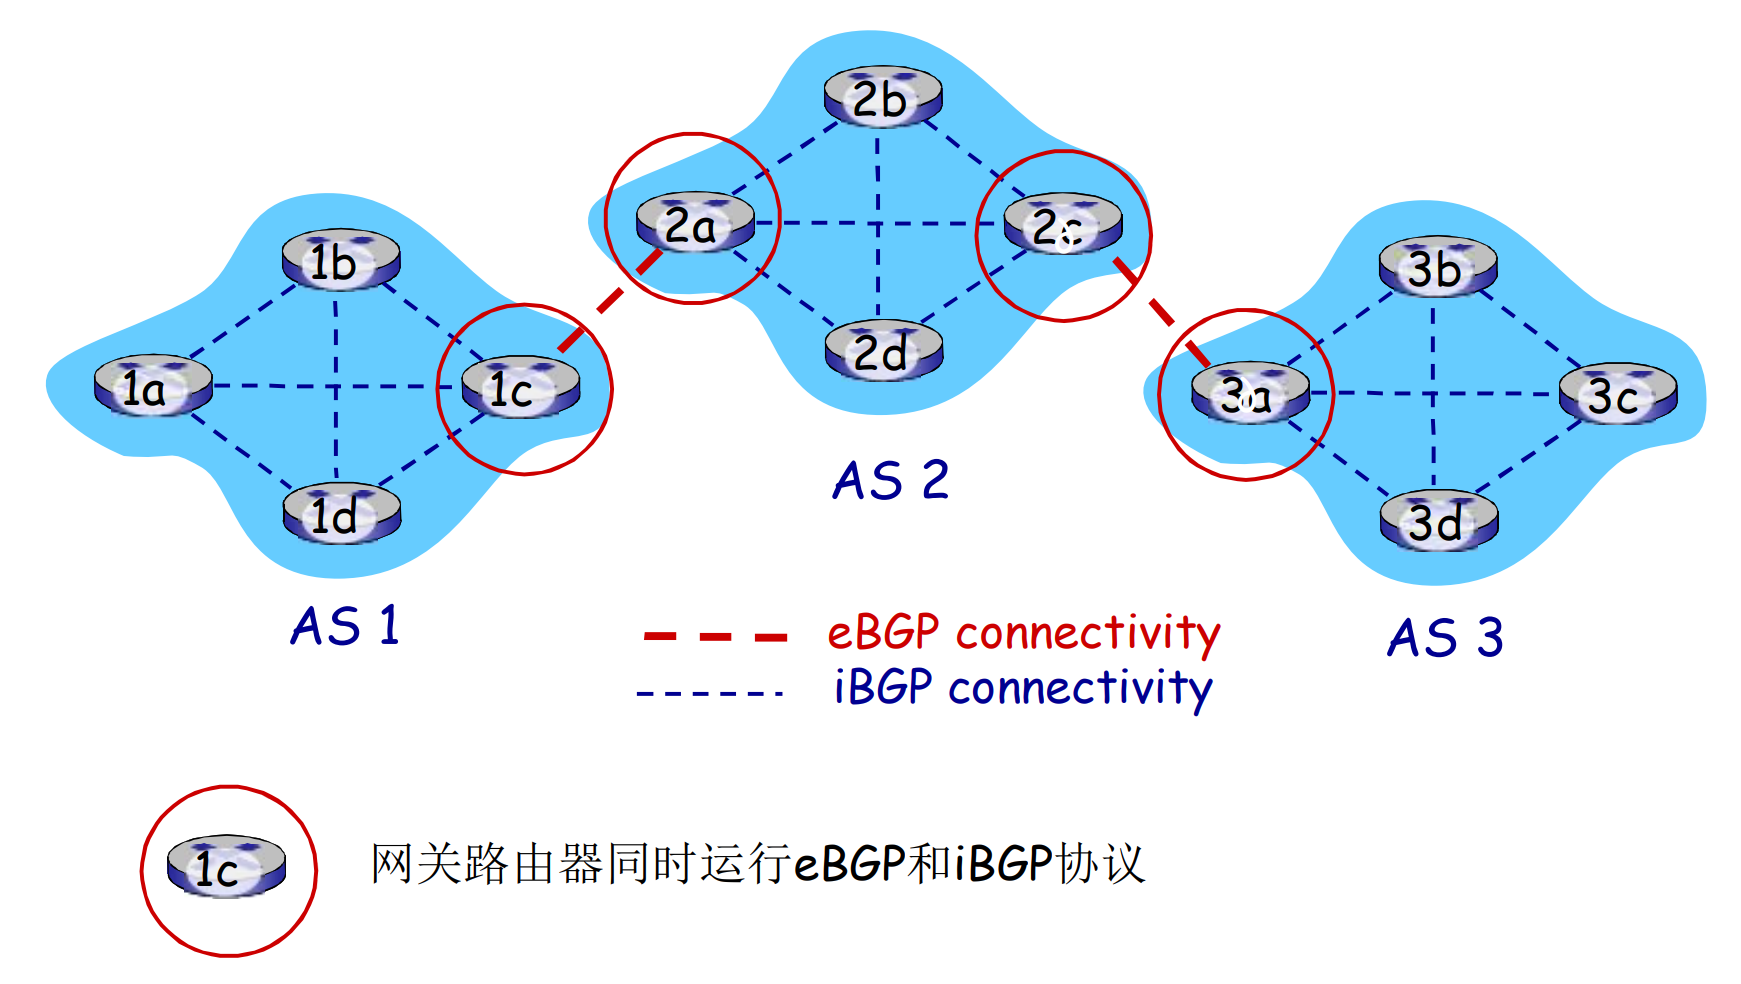 2b
2a
2c
1b
3b
2d
1a
1c
3a
3c
AS 2
1d
3d
AS 1
eBGP connectivity
AS 3
iBGP connectivity
1c
网关路由器同时运行eBGP和iBGP协议